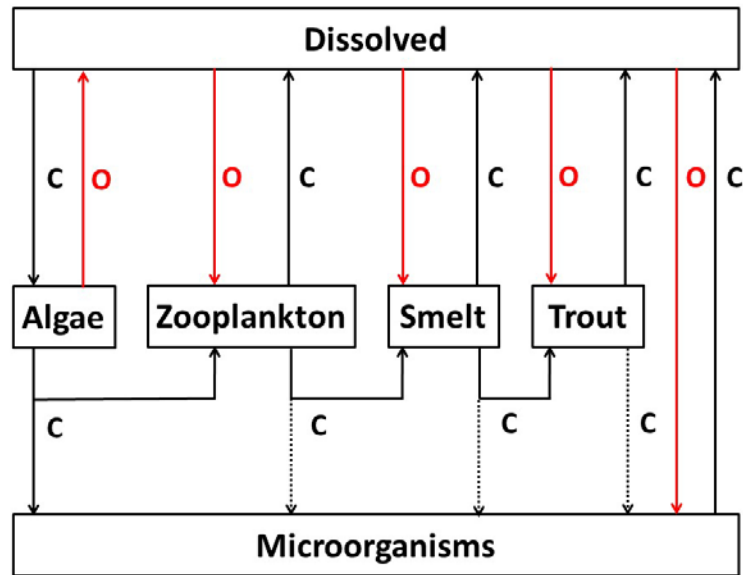 Dissolved
C O O C O C O C O C
Algae Zooplankton Smelt Trout
C C C C
Microorganisms